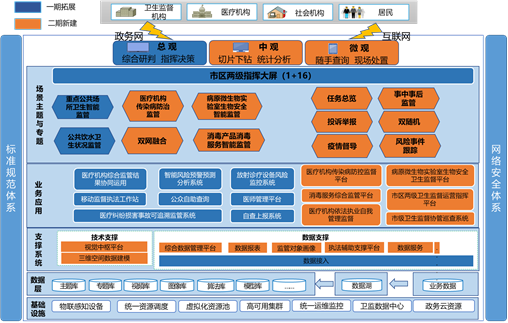 一期拓展
二期新建
卫生监督
机构
医疗机构
社会机构
居民
政务网
互联网
总观
综合研判 指挥决策
中观
切片下钻 统计分析
微观
随手查询 现场处置
市区两级指挥大屏（1+16）
场景主题与专题
重点公共场
所卫生智能
监管
医疗机构
传染病防治
监管
病原微生物实
验室生物安全
智能监管
公共饮水卫
生状况监管
双网融合
消毒产品消毒
服务智能监管
任务总览
事中事后
监管
投诉举报
双随机
疫情督导
风险事件
跟踪
业务应用
医疗机构综合监管结
果协同运用
智能风险预警预测
分析系统
放射诊疗设备风险
监控系统
移动监督执法工作站
公众自助查询
医师管理平台
医疗纠纷损害事故可追溯监管系统
自查上报系统
医疗机构传染病防控监督
平台
病原微生物实验室生物安全
卫生监督平台
消毒服务综合监管平台
市区两级卫生监督运营指挥
平台
医疗机构依法执业自我
管理监督
市级卫生监督协管巡查系统
支撑系统
技术支撑
视觉中枢平台
三维空间数据建模
数据支撑
综合数据管理平台
数据报表
监管对象画像
执法辅助支撑平台
数据服务
数据接入
数据层
主题库
专题库
视频库
图像库
算法库
模型库
......
数据湖
业务数据
基础设施
物联感知设备
统一资源调度
虚拟化资源池
高可用集群
统一运维监控
卫监数据中心
政务云资源
标准规范体系
网络安全体系